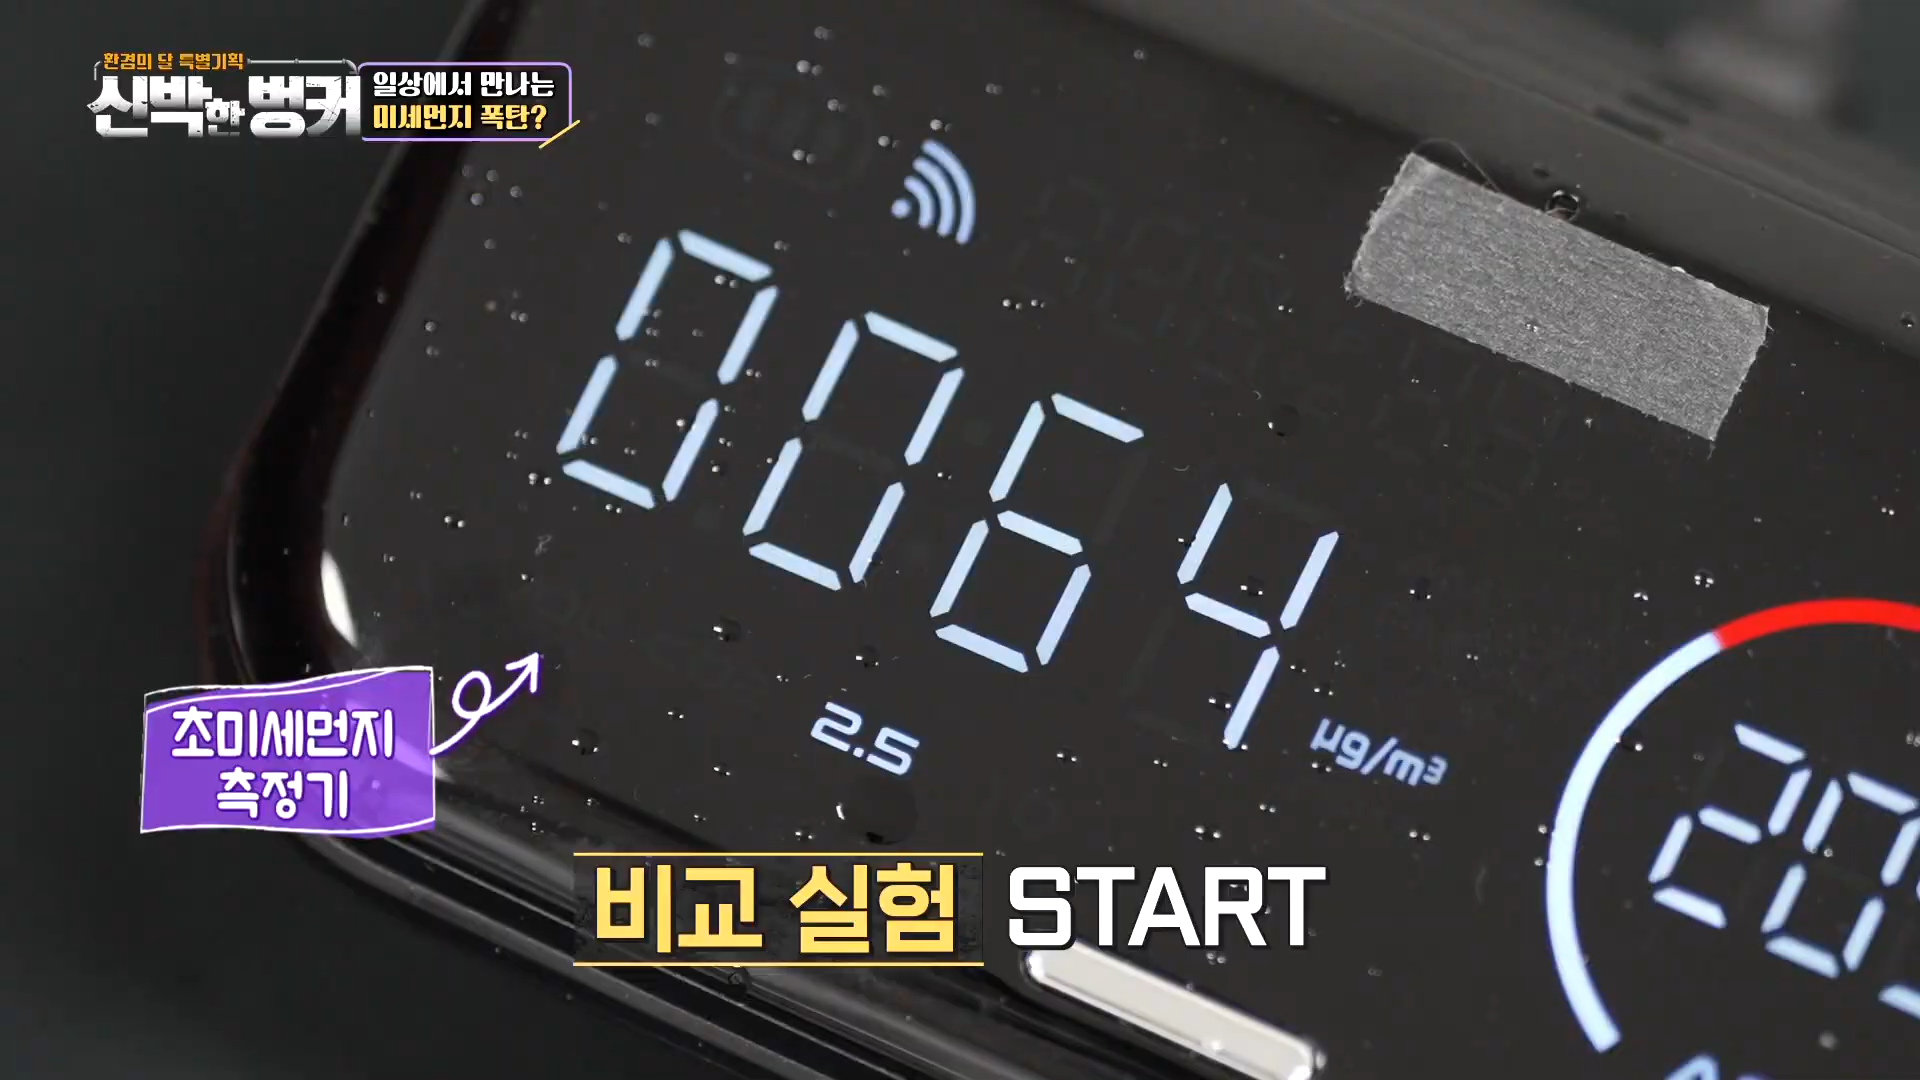 환경의 달 특별기획
신박한 벙커
일상에서 만나는
미세먼지 폭탄?
0064
2.5
µg/m³
초미세먼지
측정기
비교 실험 START